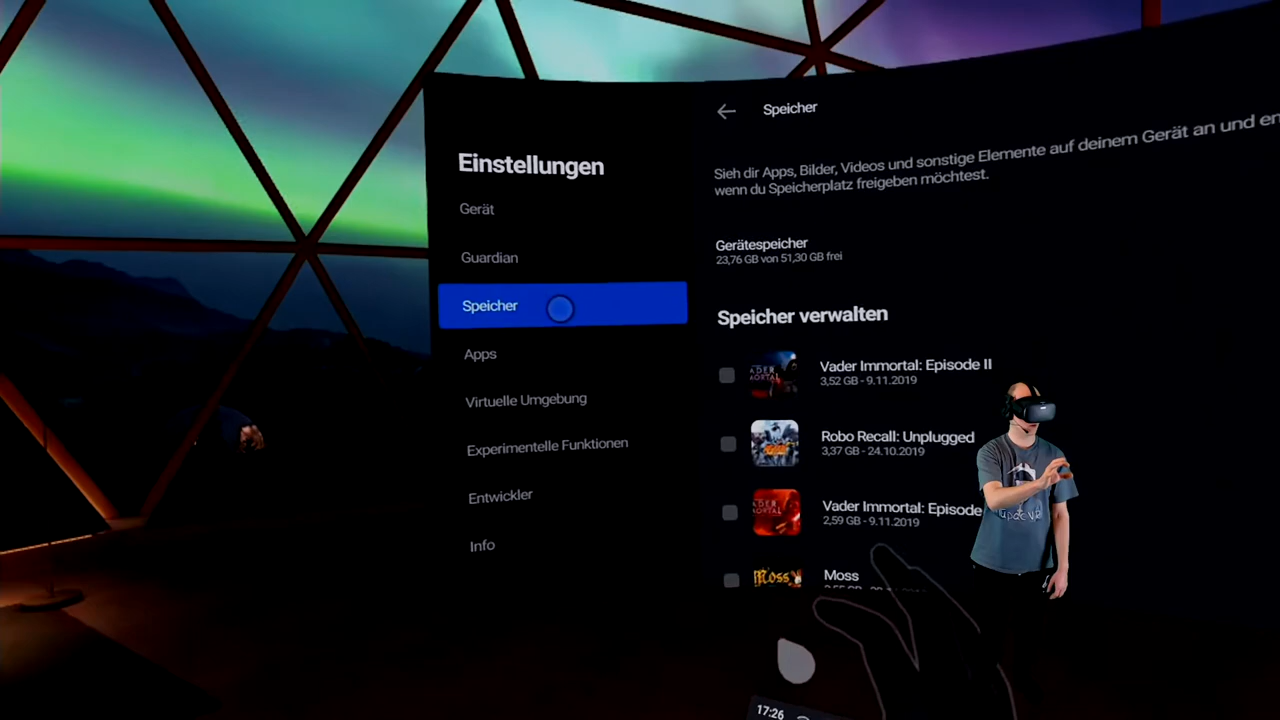 Speicher
Einstellungen
Sieh dir Apps, Bilder, Videos und sonstige Elemente auf deinem Gerät an und
wenn du Speicherplatz freigeben möchtest.
Gerät
Guardian
Speicher
Apps
Virtuelle Umgebung
Experimentelle Funktionen
Entwickler
Info
Gerätespeicher
23,76 GB von 51,30 GB frei
Speicher verwalten
Vader Immortal: Episode II
3,52 GB - 9.11.2019
Robo Recall: Unplugged
3,37 GB - 24.10.2019
Vader Immortal: Episode
2,59 GB - 9.11.2019
Moss
Moss
17:26